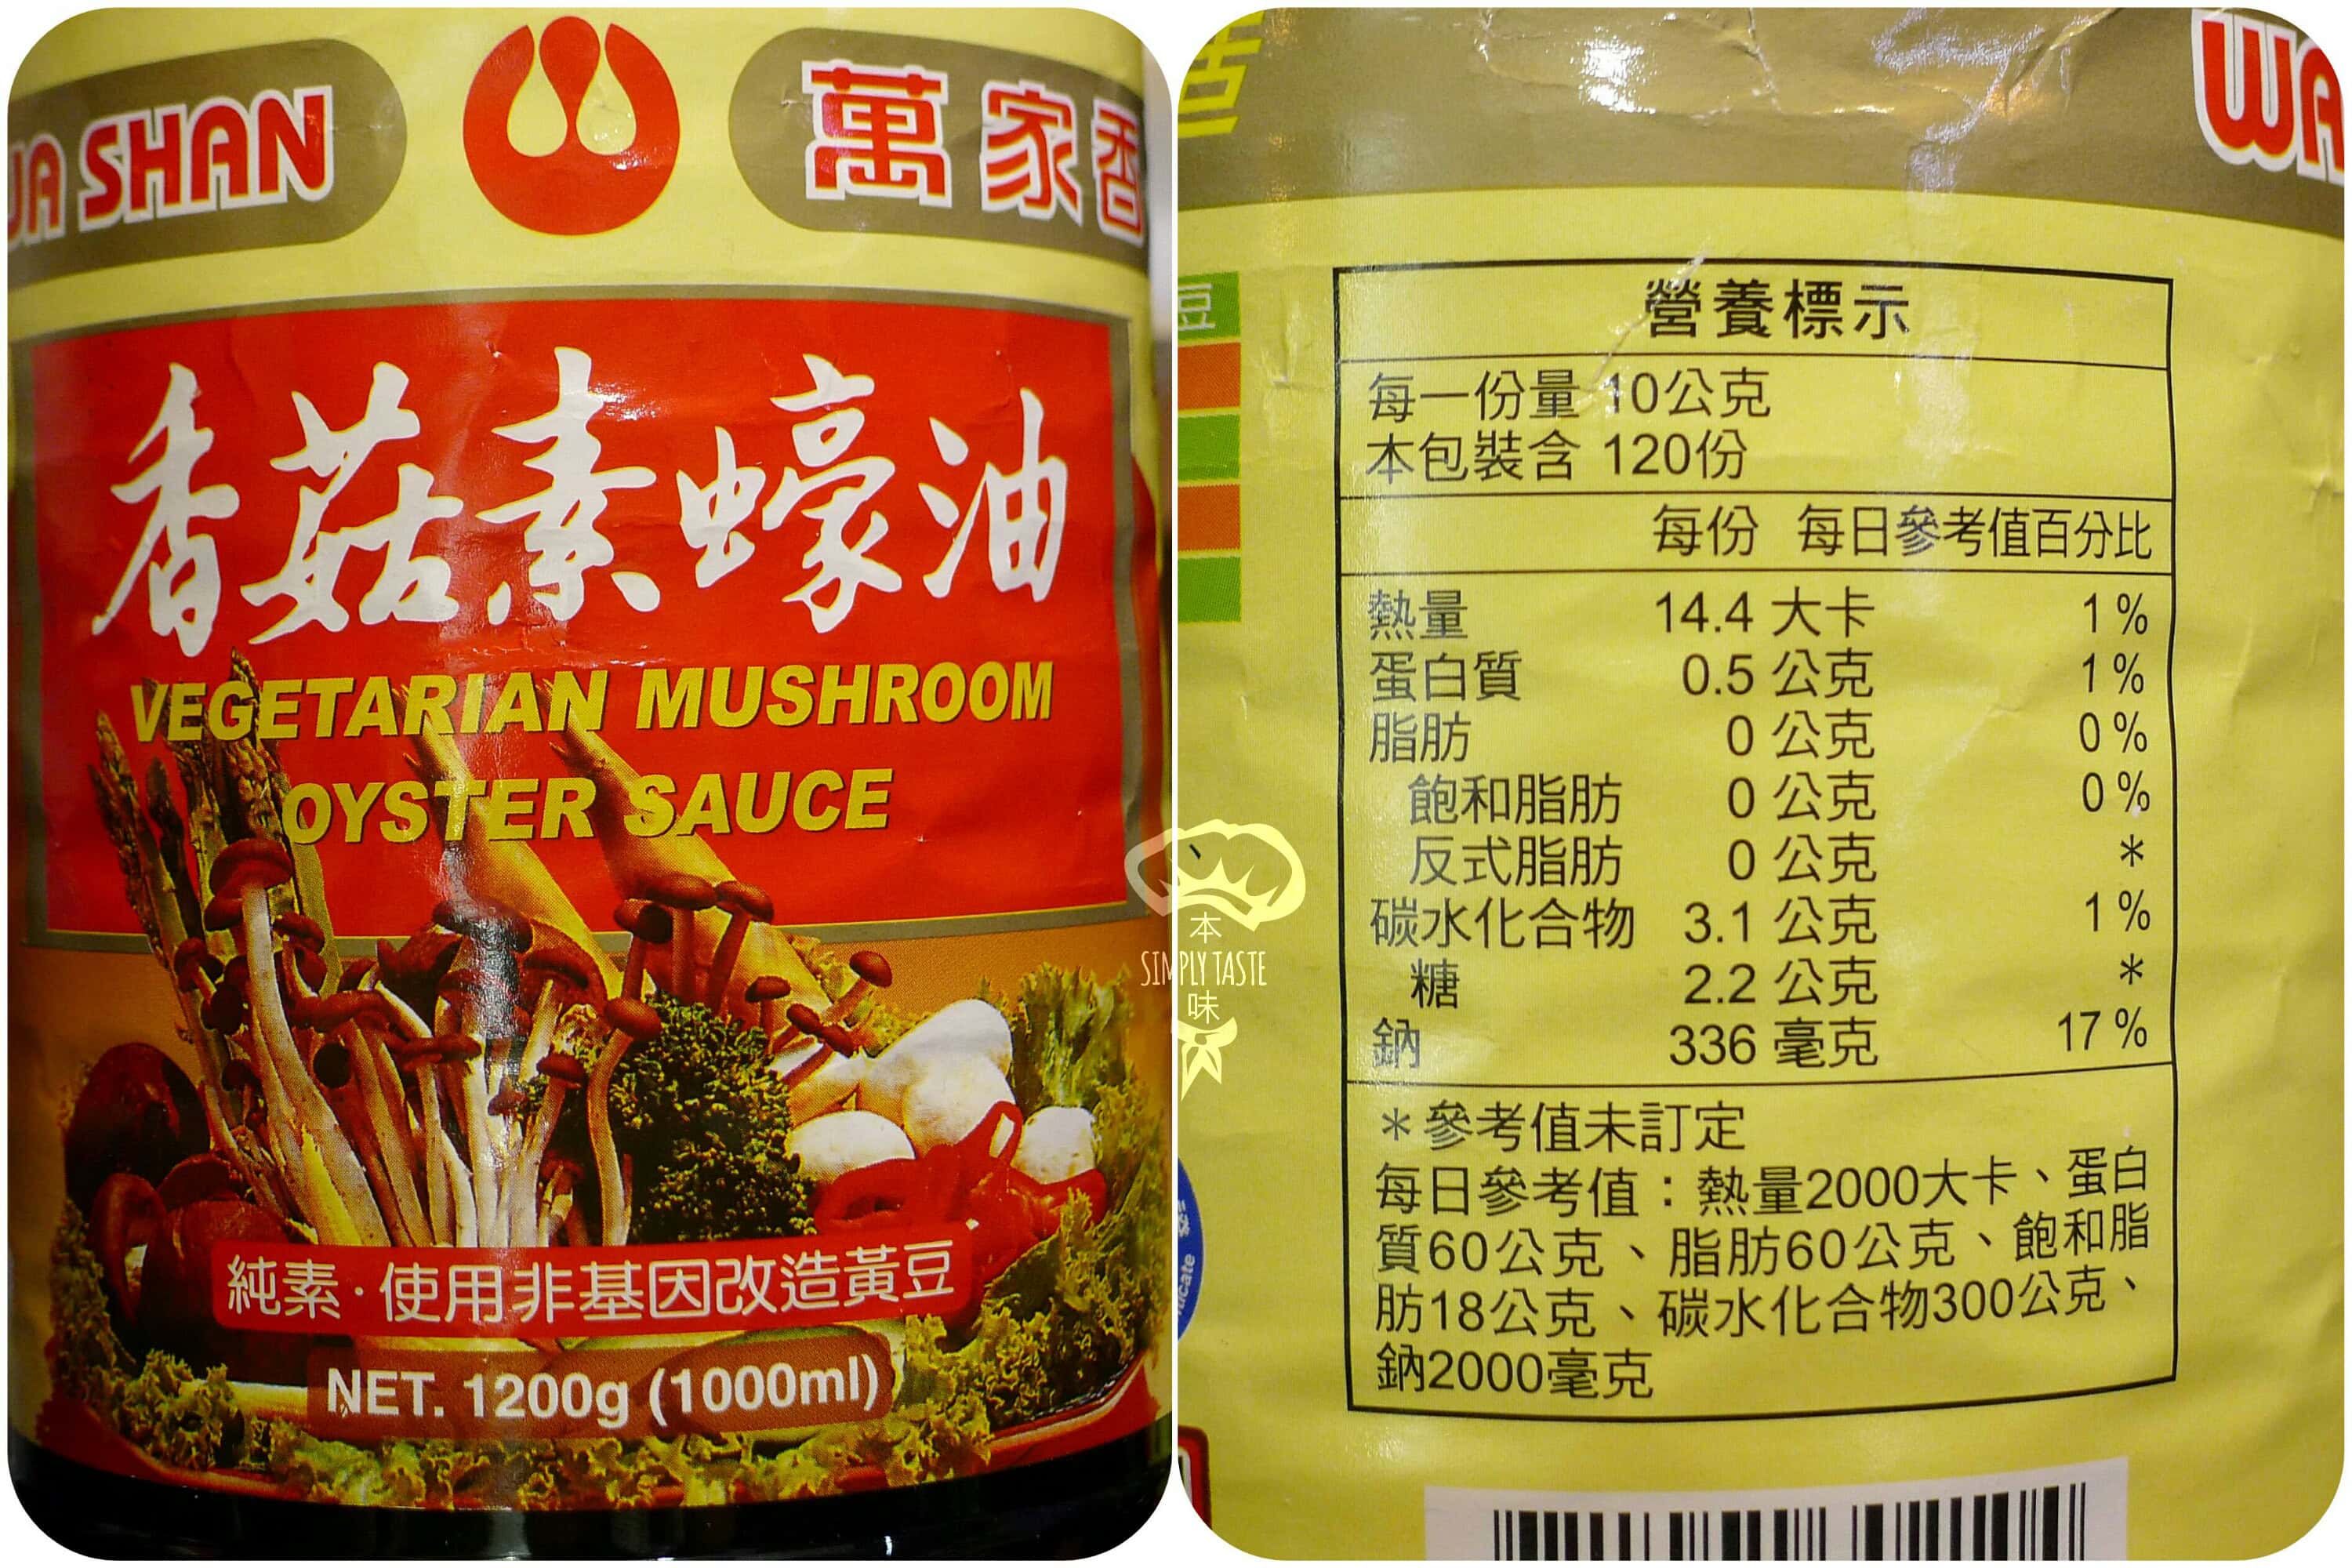 WA SHAN
萬家香
香菇素蠔油
VEGETARIAN MUSHROOM
OYSTER SAUCE
純素·使用非基因改造黃豆
NET. 1200g (1000ml)
本
SIMPLY TASTE
味
豆
WA
營養標示
每一份量 10公克
本包裝含 120份
每份 每日參考值百分比
熱量 14.4 大卡 1%
蛋白質 0.5 公克 1%
脂肪 0 公克 0%
飽和脂肪 0 公克 0%
反式脂肪 0 公克 *
碳水化合物 3.1 公克 1%
糖 2.2 公克 *
鈉 336 毫克 17%
*參考值未訂定
每日參考值：熱量2000大卡、蛋白
質60公克、脂肪60公克、飽和脂
肪18公克、碳水化合物300公克、
鈉2000毫克